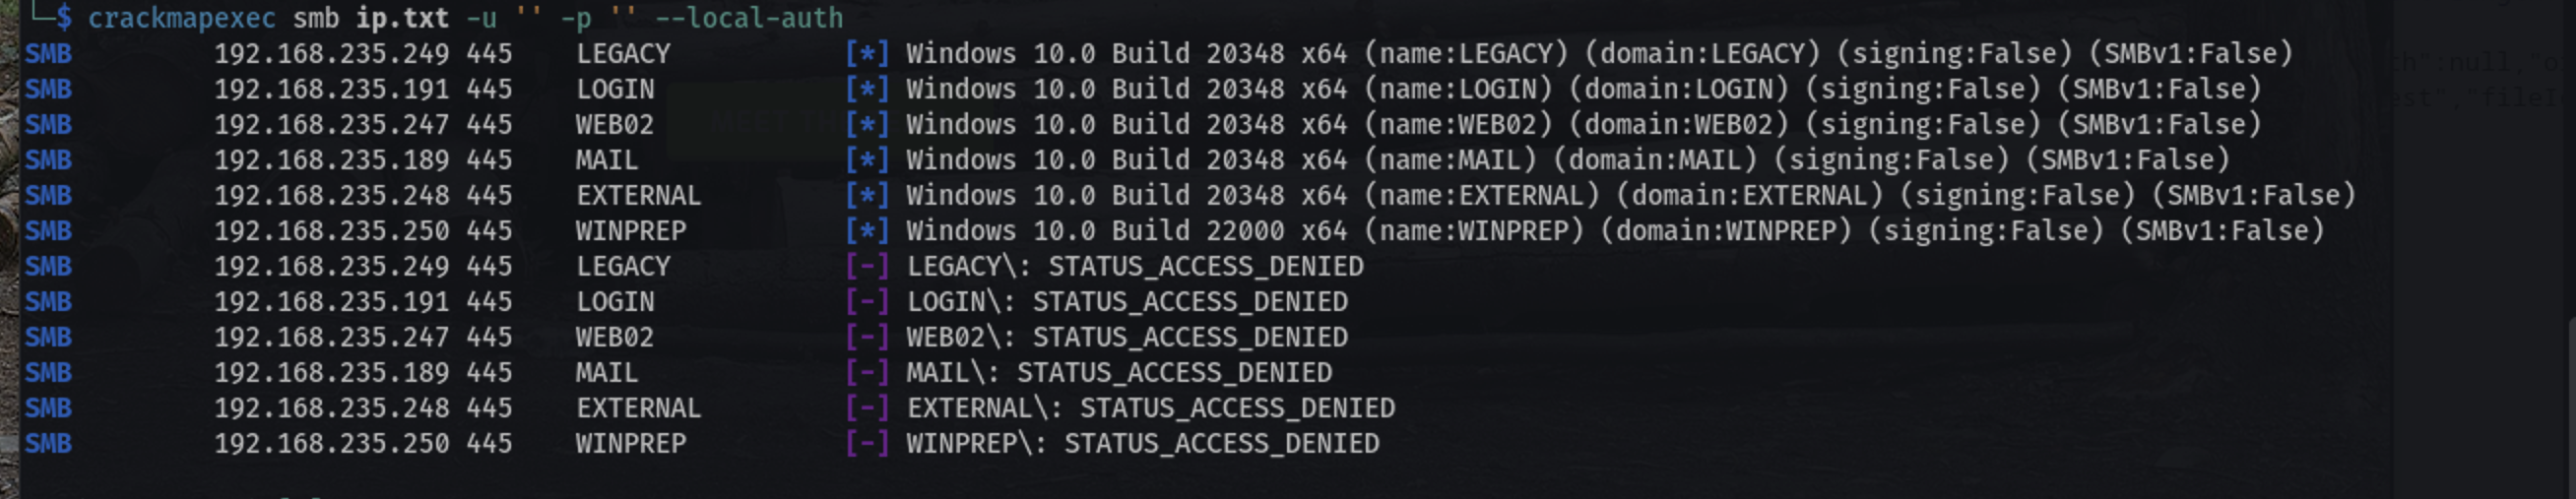 └─$ crackmapexec smb ip.txt -u '' -p '' --local-auth
SMB 192.168.235.249 445 LEGACY [*] Windows 10.0 Build 20348 x64 (name:LEGACY) (domain:LEGACY) (signing:False) (SMBv1:False)
SMB 192.168.235.191 445 LOGIN [*] Windows 10.0 Build 20348 x64 (name:LOGIN) (domain:LOGIN) (signing:False) (SMBv1:False)
SMB 192.168.235.247 445 WEB02 [*] Windows 10.0 Build 20348 x64 (name:WEB02) (domain:WEB02) (signing:False) (SMBv1:False)
SMB 192.168.235.189 445 MAIL [*] Windows 10.0 Build 20348 x64 (name:MAIL) (domain:MAIL) (signing:False) (SMBv1:False)
SMB 192.168.235.248 445 EXTERNAL [*] Windows 10.0 Build 20348 x64 (name:EXTERNAL) (domain:EXTERNAL) (signing:False) (SMBv1:False)
SMB 192.168.235.250 445 WINPREP [*] Windows 10.0 Build 22000 x64 (name:WINPREP) (domain:WINPREP) (signing:False) (SMBv1:False)
SMB 192.168.235.249 445 LEGACY [-] LEGACY\: STATUS_ACCESS_DENIED
SMB 192.168.235.191 445 LOGIN [-] LOGIN\: STATUS_ACCESS_DENIED
SMB 192.168.235.247 445 WEB02 [-] WEB02\: STATUS_ACCESS_DENIED
SMB 192.168.235.189 445 MAIL [-] MAIL\: STATUS_ACCESS_DENIED
SMB 192.168.235.248 445 EXTERNAL [-] EXTERNAL\: STATUS_ACCESS_DENIED
SMB 192.168.235.250 445 WINPREP [-] WINPREP\: STATUS_ACCESS_DENIED